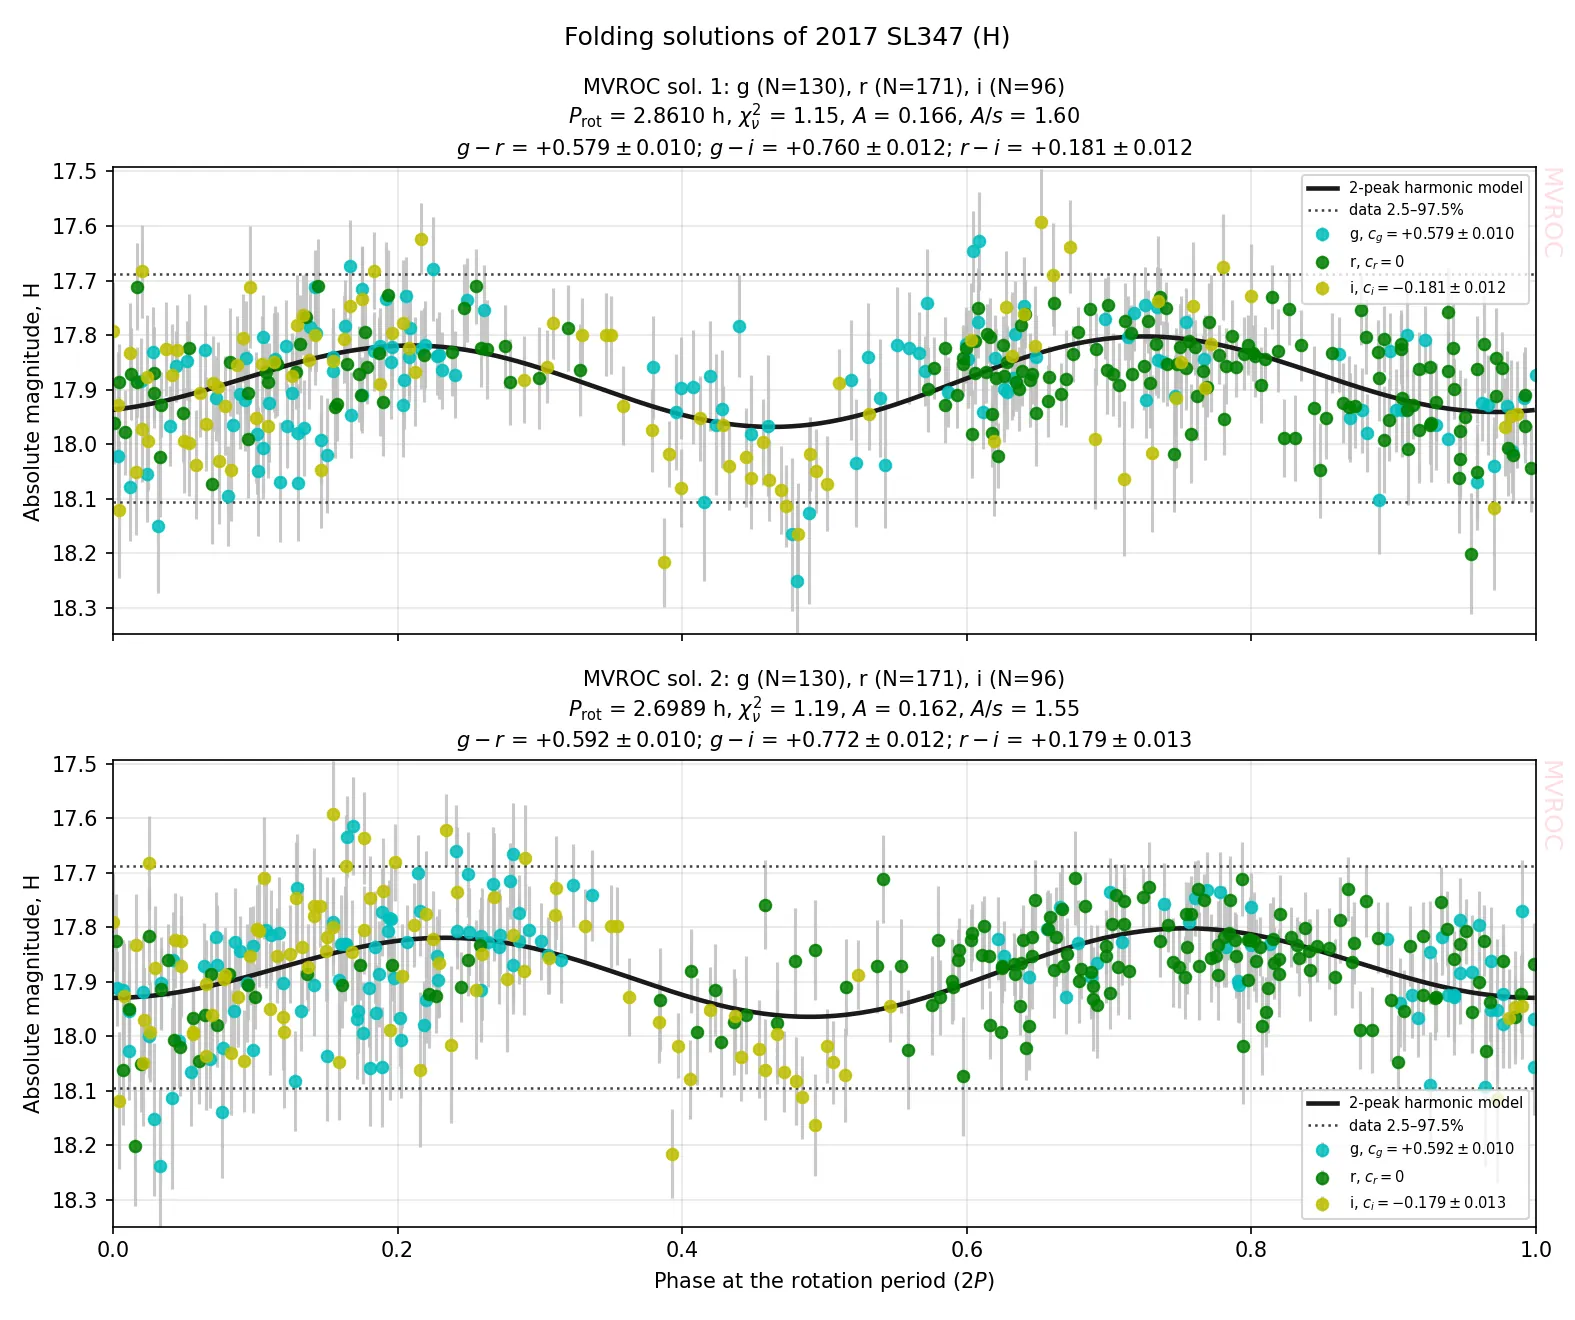 Folding solutions of 2017 SL347 (H)
MVROC sol. 1: g (N=130), r (N=171), i (N=96)
P_rot = 2.8610 h, χ²_ν = 1.15, A = 0.166, A/s = 1.60
g − r = +0.579 ± 0.010; g − i = +0.760 ± 0.012; r − i = +0.181 ± 0.012
17.5
17.6
17.7
17.8
17.9
18.0
18.1
18.2
18.3
Absolute magnitude, H
2-peak harmonic model
data 2.5–97.5%
g, c_g = +0.579 ± 0.010
r, c_r = 0
i, c_i = −0.181 ± 0.012
MVROC
MVROC sol. 2: g (N=130), r (N=171), i (N=96)
P_rot = 2.6989 h, χ²_ν = 1.19, A = 0.162, A/s = 1.55
g − r = +0.592 ± 0.010; g − i = +0.772 ± 0.012; r − i = +0.179 ± 0.013
17.5
17.6
17.7
17.8
17.9
18.0
18.1
18.2
18.3
Absolute magnitude, H
MVROC
2-peak harmonic model
data 2.5–97.5%
g, c_g = +0.592 ± 0.010
r, c_r = 0
i, c_i = −0.179 ± 0.013
0.0 0.2 0.4 0.6 0.8 1.0
Phase at the rotation period (2P)